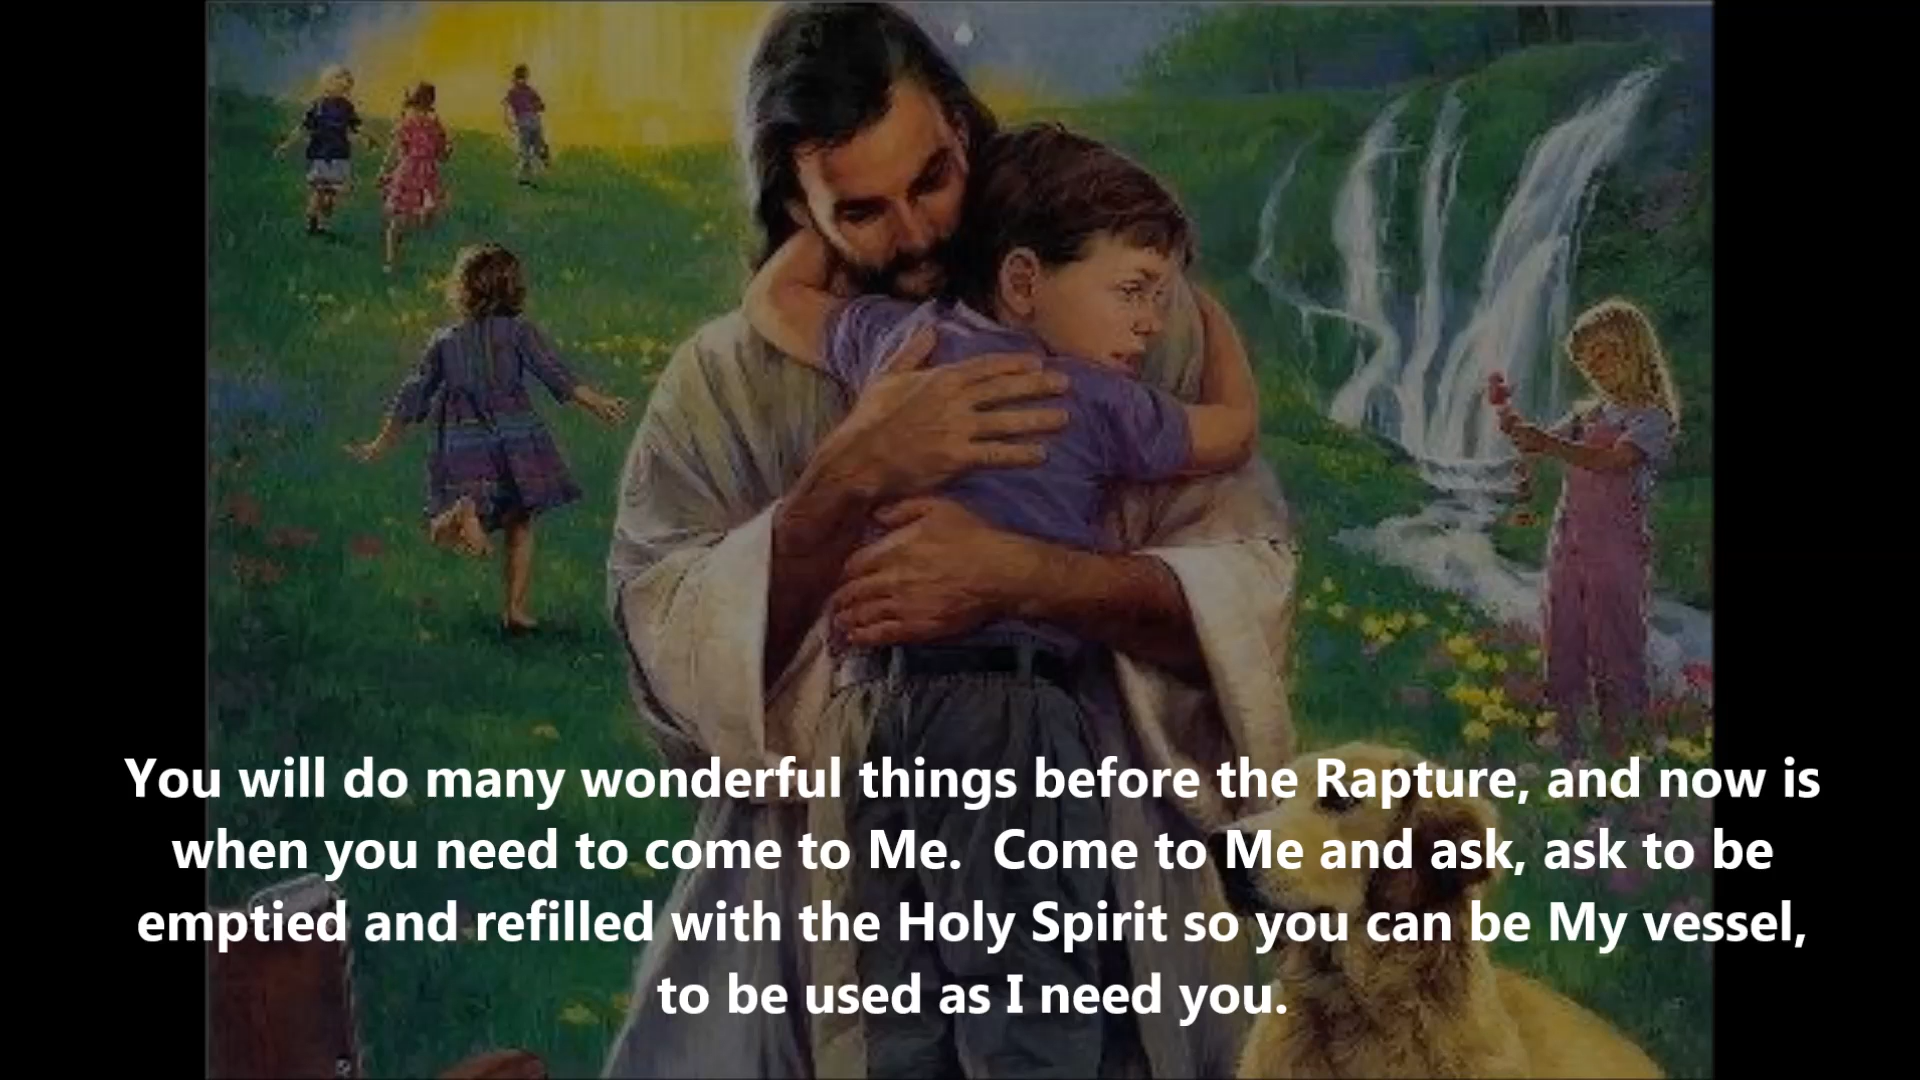 You will do many wonderful things before the Rapture, and now is
when you need to come to Me.  Come to Me and ask, ask to be
emptied and refilled with the Holy Spirit so you can be My vessel,
to be used as I need you.